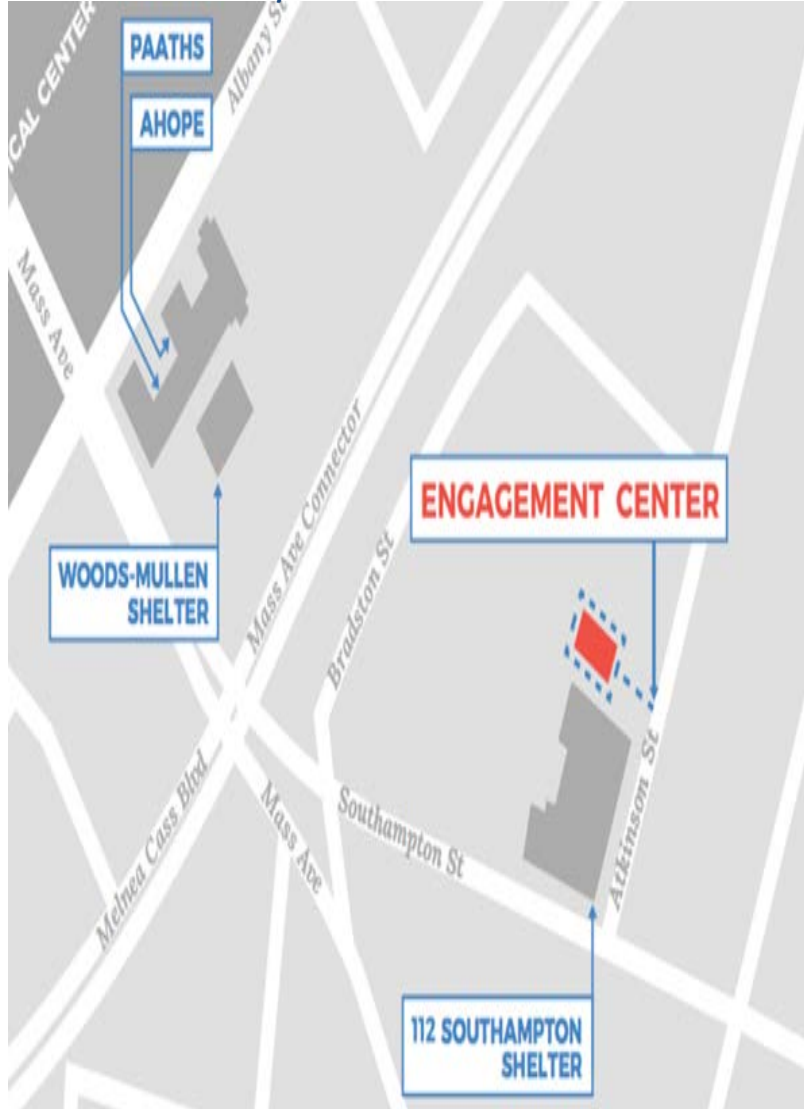 PAATHS
AHOPE
Albany St
ICAL CENTER
Mass Ave
WOODS-MULLEN
SHELTER
Mass Ave Connector
ENGAGEMENT CENTER
Bradston St
Melnea Cass Blvd
Mass Ave
Southampton St
Atkinson St
112 SOUTHAMPTON
SHELTER